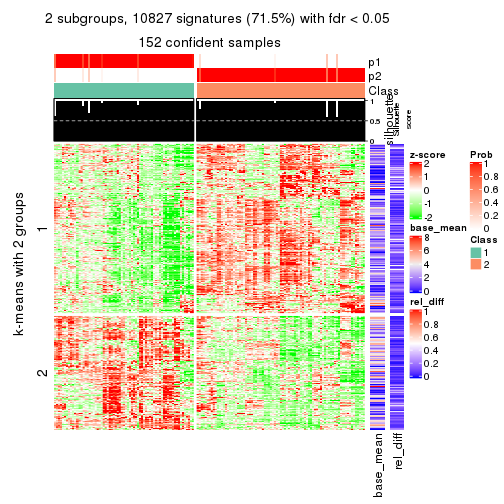 2 subgroups, 10827 signatures (71.5%) with fdr < 0.05
152 confident samples
p1
p2
Class
1
0.5
0
silhouette
Silhouette
score
k-means with 2 groups
1
2
base_mean
rel_diff
z-score
2
1
0
-1
-2
base_mean
8
6
4
2
0
rel_diff
1
0.8
0.6
0.4
0.2
0
Prob
1
0.8
0.6
0.4
0.2
0
Class
1
2